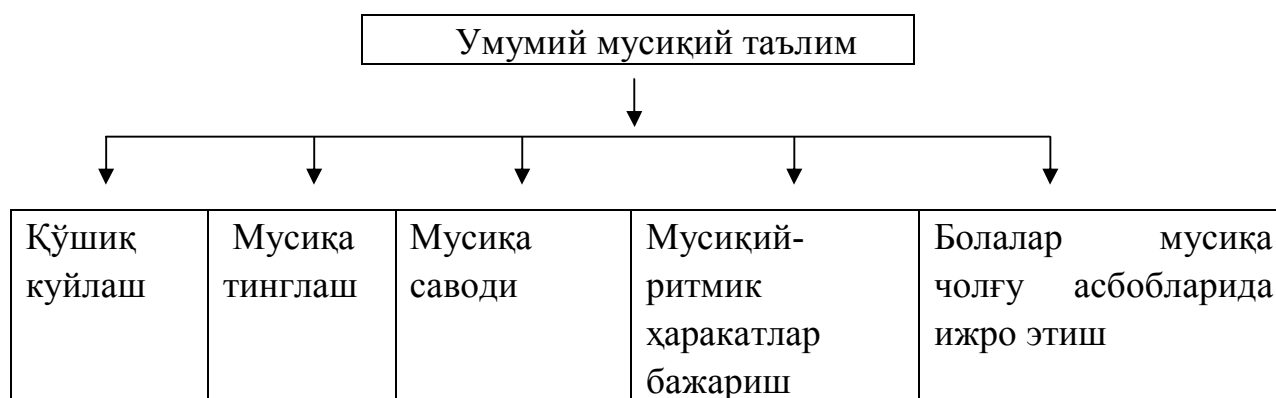 Умумий мусиқий таълим
Қўшиқ
куйлаш
Мусиқа
тинглаш
Мусиқа
саводи
Мусиқий-
ритмик
ҳаракатлар
бажариш
Болалар мусиқа
чолғу асбобларида
ижро этиш